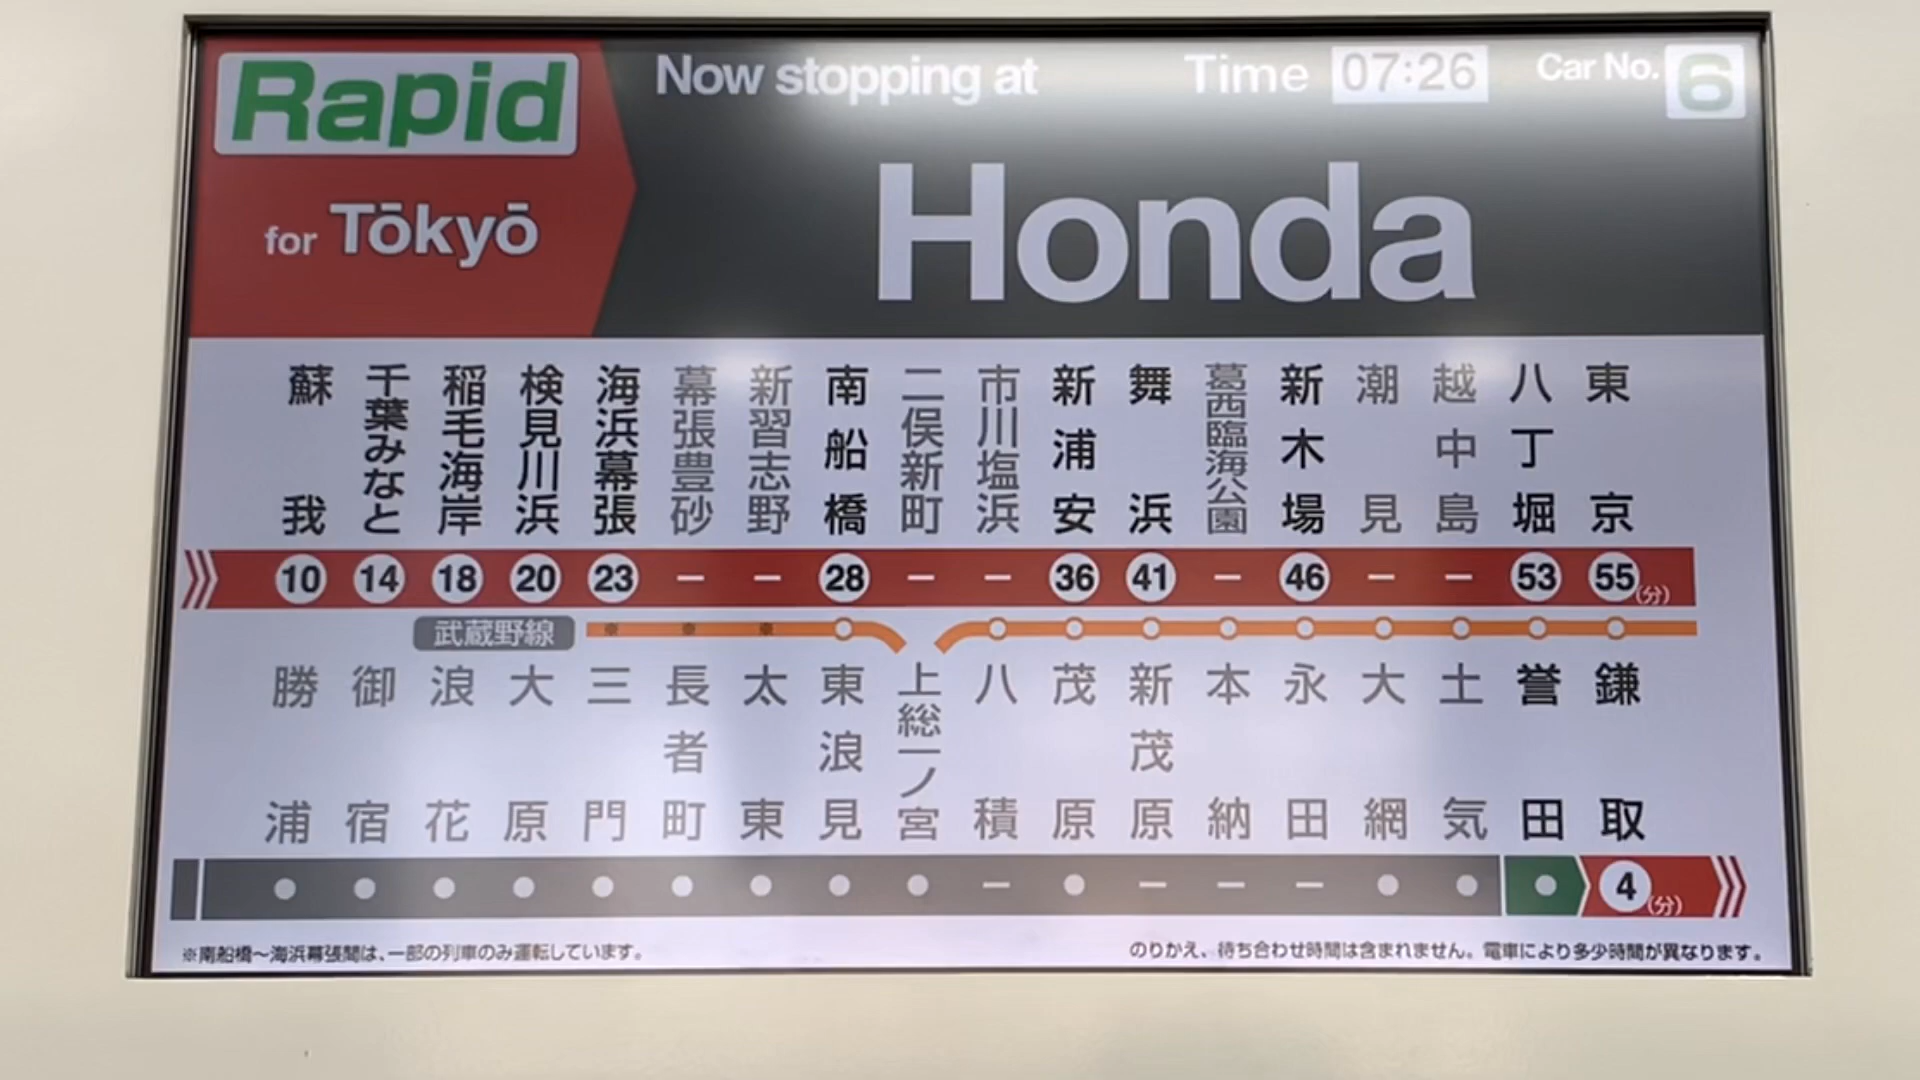 Rapid
for Tōkyō
Now stopping at
Honda
Time 07:26
Car No. 6
蘇我
千葉みなと
稲毛海岸
検見川浜
海浜幕張
幕張豊砂
新習志野
南船橋
二俣新町
市川塩浜
新浦安
舞浜
葛西臨海公園
新木場
潮見
越中島
八丁堀
東京
10 14 18 20 23 － － 28 － － 36 41 － 46 － － 53 55 (分)
武蔵野線 ※ ※ ※
勝浦
御宿
浪花
大原
三門
長者町
太東
東浪見
上総一ノ宮
八積
茂原
新茂原
本納
永田
大網
土気
誉田
鎌取
4 (分)
※南船橋～海浜幕張間は、一部の列車のみ運転しています。
のりかえ、待ち合わせ時間は含まれません。電車により多少時間が異なります。